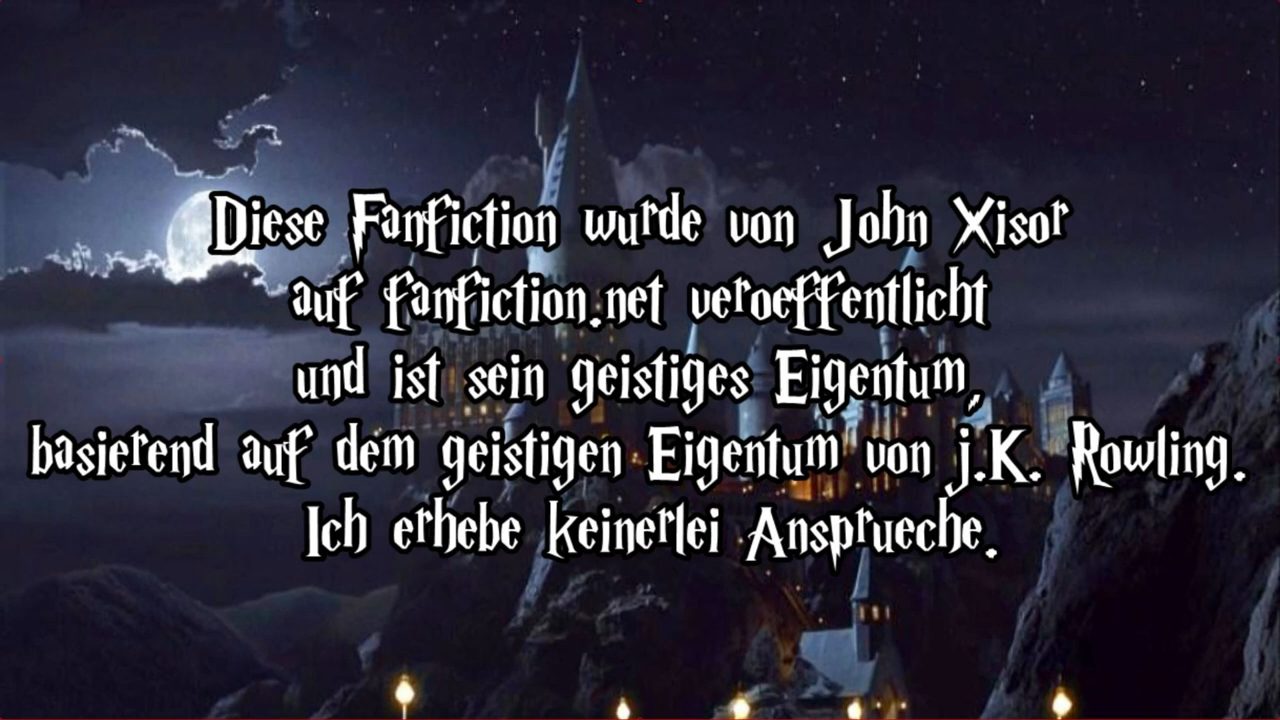 Diese Fanfiction wurde von John Xisor
auf fanfiction.net veroeffentlicht
und ist sein geistiges Eigentum,
basierend auf dem geistigen Eigentum von j.K. Rowling.
Ich erhebe keinerlei Ansprueche.